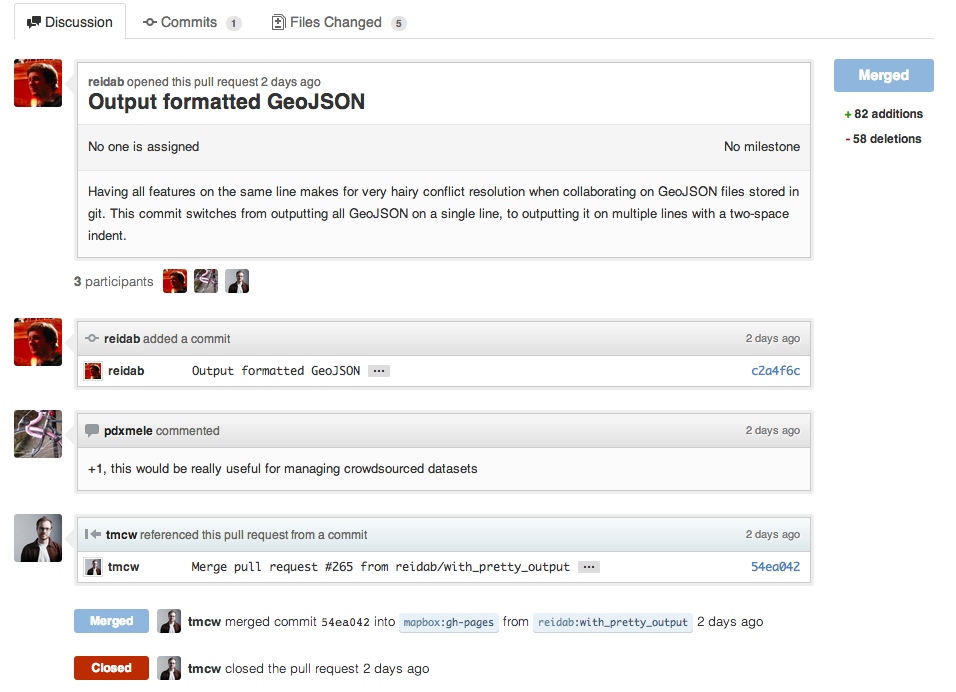 Discussion Commits 1 Files Changed 5
reidab opened this pull request 2 days ago
Merged
Output formatted GeoJSON
+ 82 additions
No one is assigned No milestone
- 58 deletions
Having all features on the same line makes for very hairy conflict resolution when collaborating on GeoJSON files stored in
git. This commit switches from outputting all GeoJSON on a single line, to outputting it on multiple lines with a two-space
indent.
3 participants
reidab added a commit 2 days ago
reidab Output formatted GeoJSON ... c2a4f6c
pdxmele commented 2 days ago
+1, this would be really useful for managing crowdsourced datasets
tmcw referenced this pull request from a commit 2 days ago
tmcw Merge pull request #265 from reidab/with_pretty_output ... 54ea042
Merged tmcw merged commit 54ea042 into mapbox:gh-pages from reidab:with_pretty_output 2 days ago
Closed tmcw closed the pull request 2 days ago